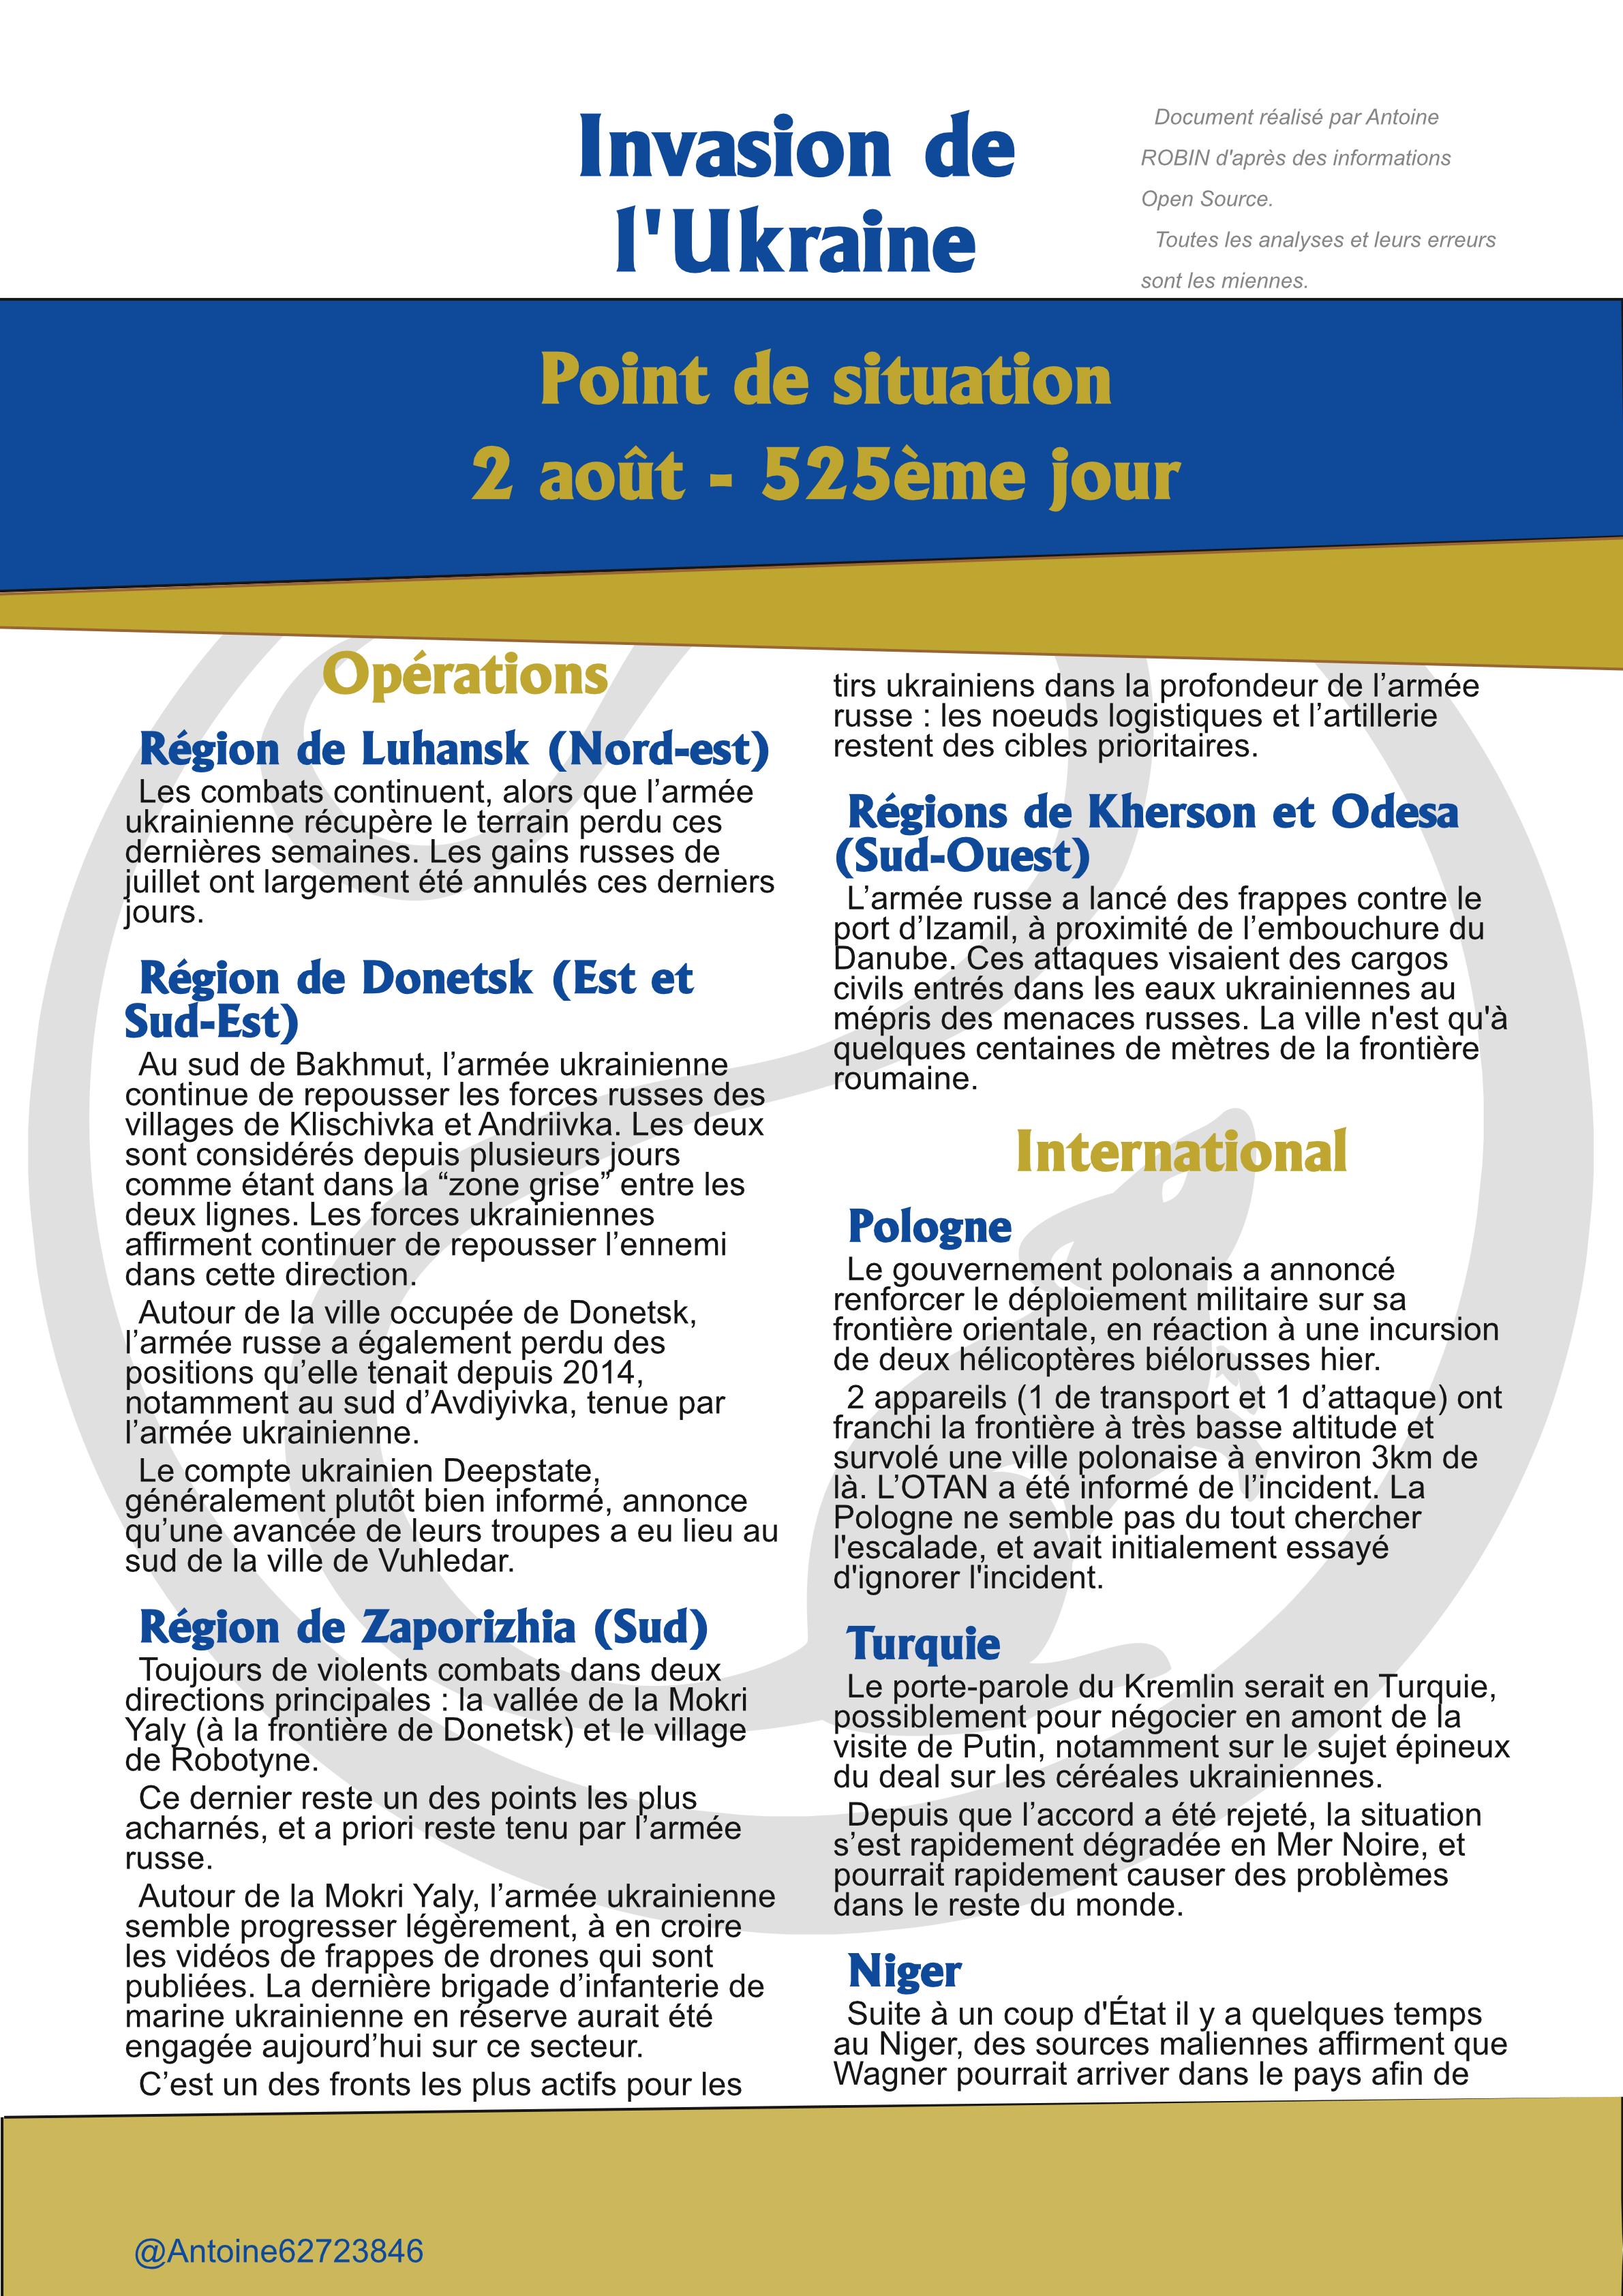 Invasion de
l'Ukraine
Document réalisé par Antoine
ROBIN d'après des informations
Open Source.
Toutes les analyses et leurs erreurs
sont les miennes.
Point de situation
2 août - 525ème jour
Opérations
Région de Luhansk (Nord-est)
Les combats continuent, alors que l’armée
ukrainienne récupère le terrain perdu ces
dernières semaines. Les gains russes de
juillet ont largement été annulés ces derniers
jours.
Région de Donetsk (Est et
Sud-Est)
Au sud de Bakhmut, l’armée ukrainienne
continue de repousser les forces russes des
villages de Klischivka et Andriivka. Les deux
sont considérés depuis plusieurs jours
comme étant dans la “zone grise” entre les
deux lignes. Les forces ukrainiennes
affirment continuer de repousser l’ennemi
dans cette direction.
Autour de la ville occupée de Donetsk,
l’armée russe a également perdu des
positions qu’elle tenait depuis 2014,
notamment au sud d’Avdiyivka, tenue par
l’armée ukrainienne.
Le compte ukrainien Deepstate,
généralement plutôt bien informé, annonce
qu’une avancée de leurs troupes a eu lieu au
sud de la ville de Vuhledar.
Région de Zaporizhia (Sud)
Toujours de violents combats dans deux
directions principales : la vallée de la Mokri
Yaly (à la frontière de Donetsk) et le village
de Robotyne.
Ce dernier reste un des points les plus
acharnés, et a priori reste tenu par l’armée
russe.
Autour de la Mokri Yaly, l’armée ukrainienne
semble progresser légèrement, à en croire
les vidéos de frappes de drones qui sont
publiées. La dernière brigade d’infanterie de
marine ukrainienne en réserve aurait été
engagée aujourd’hui sur ce secteur.
C’est un des fronts les plus actifs pour les
tirs ukrainiens dans la profondeur de l’armée
russe : les noeuds logistiques et l’artillerie
restent des cibles prioritaires.
Régions de Kherson et Odesa
(Sud-Ouest)
L’armée russe a lancé des frappes contre le
port d’Izamil, à proximité de l’embouchure du
Danube. Ces attaques visaient des cargos
civils entrés dans les eaux ukrainiennes au
mépris des menaces russes. La ville n'est qu'à
quelques centaines de mètres de la frontière
roumaine.
International
Pologne
Le gouvernement polonais a annoncé
renforcer le déploiement militaire sur sa
frontière orientale, en réaction à une incursion
de deux hélicoptères biélorusses hier.
2 appareils (1 de transport et 1 d’attaque) ont
franchi la frontière à très basse altitude et
survolé une ville polonaise à environ 3km de
là. L’OTAN a été informé de l’incident. La
Pologne ne semble pas du tout chercher
l'escalade, et avait initialement essayé
d'ignorer l'incident.
Turquie
Le porte-parole du Kremlin serait en Turquie,
possiblement pour négocier en amont de la
visite de Putin, notamment sur le sujet épineux
du deal sur les céréales ukrainiennes.
Depuis que l’accord a été rejeté, la situation
s’est rapidement dégradée en Mer Noire, et
pourrait rapidement causer des problèmes
dans le reste du monde.
Niger
Suite à un coup d'État il y a quelques temps
au Niger, des sources maliennes affirment que
Wagner pourrait arriver dans le pays afin de
@Antoine62723846